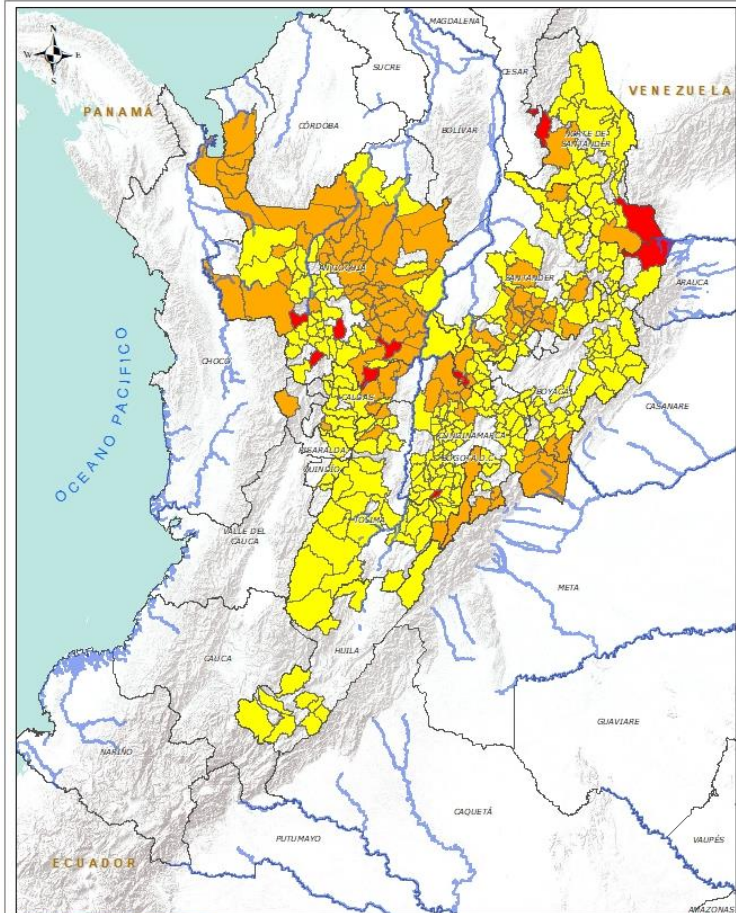 MAGDALENA
N
W E
S
SUCRE
CESAR
VENEZUELA
PANAMÁ
CÓRDOBA
BOLÍVAR
NORTE DE
SANTANDER
ANTIOQUIA
SANTANDER
ARAUCA
CHOCÓ
CALDAS
BOYACÁ
CASANARE
OCEANO PACIFICO
CUNDINAMARCA
RISARALDA
BOGOTÁ D.C.
QUINDIO
TOLIMA
VALLE DEL
CAUCA
META
CAUCA
HUILA
GUAVIARE
NARIÑO
CAQUETÁ
PUTUMAYO
VAUPÉS
ECUADOR
AMAZONAS